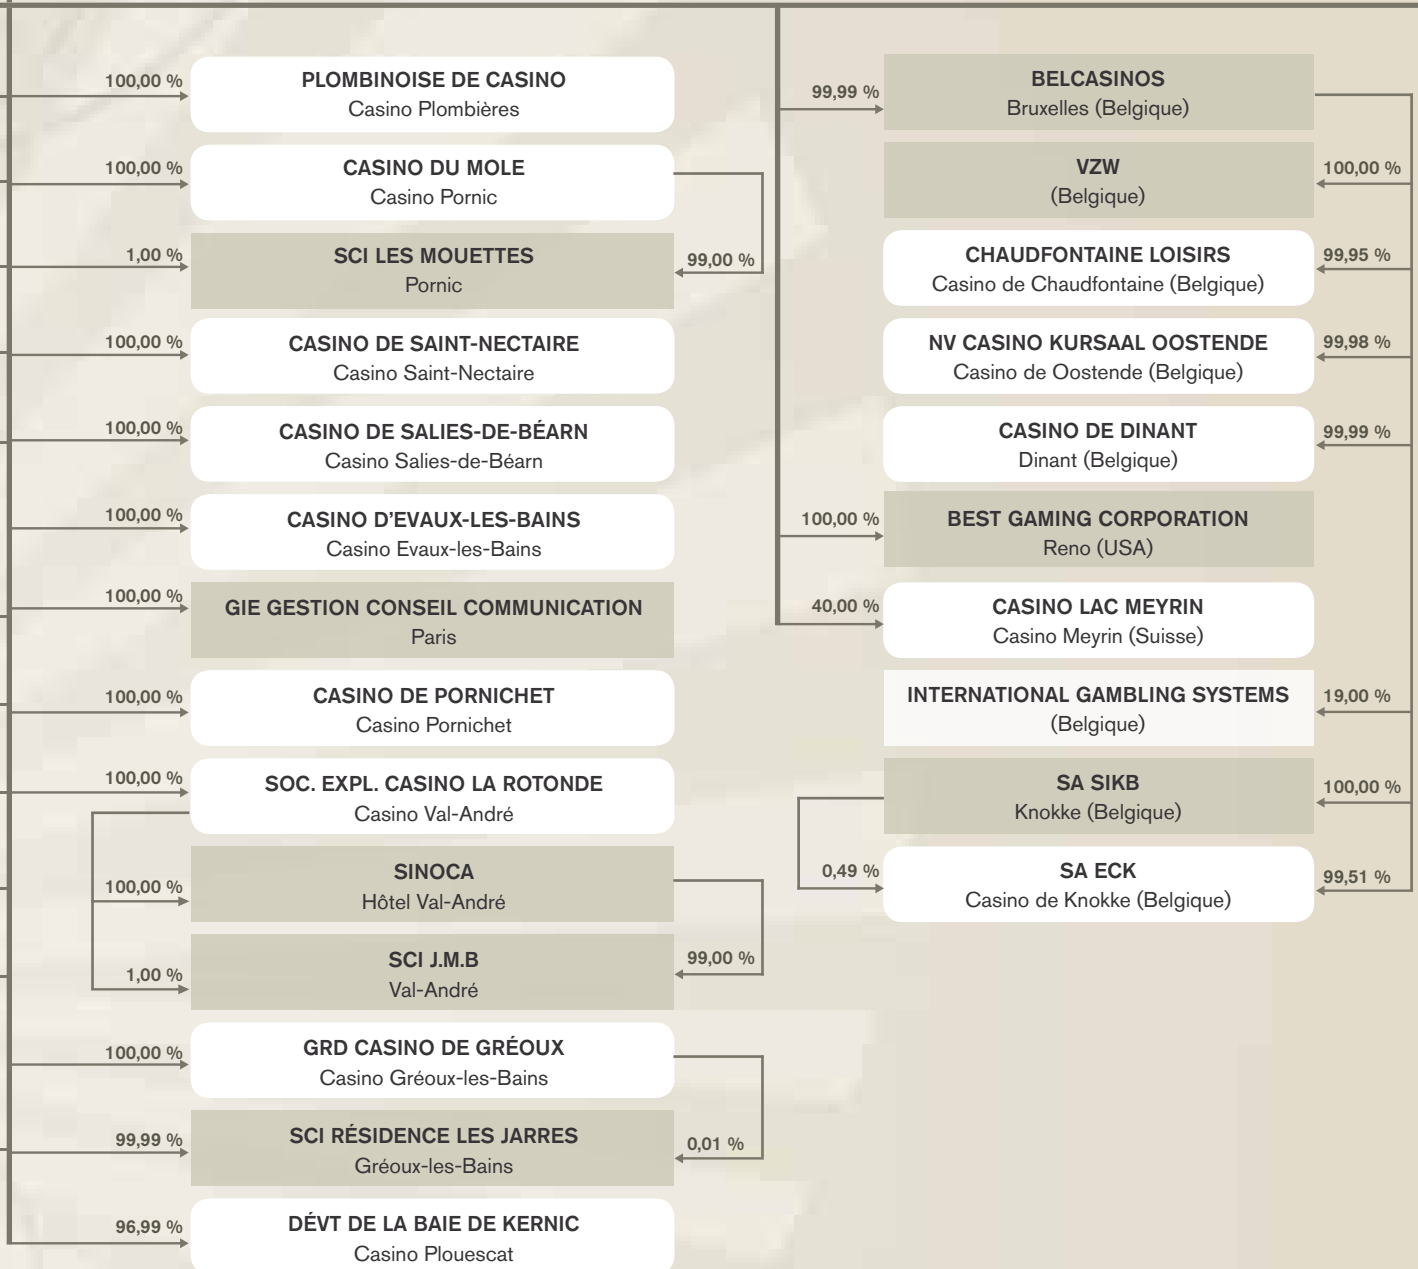 100,00 %
PLOMBINOISE DE CASINO
Casino Plombières
100,00 %
CASINO DU MOLE
Casino Pornic
1,00 %
SCI LES MOUETTES
Pornic
99,00 %
100,00 %
CASINO DE SAINT-NECTAIRE
Casino Saint-Nectaire
100,00 %
CASINO DE SALIES-DE-BÉARN
Casino Salies-de-Béarn
100,00 %
CASINO D'EVAUX-LES-BAINS
Casino Evaux-les-Bains
100,00 %
GIE GESTION CONSEIL COMMUNICATION
Paris
100,00 %
CASINO DE PORNICHET
Casino Pornichet
100,00 %
SOC. EXPL. CASINO LA ROTONDE
Casino Val-André
100,00 %
SINOCA
Hôtel Val-André
1,00 %
SCI J.M.B
Val-André
99,00 %
100,00 %
GRD CASINO DE GRÉOUX
Casino Gréoux-les-Bains
99,99 %
SCI RÉSIDENCE LES JARRES
Gréoux-les-Bains
0,01 %
96,99 %
DÉVT DE LA BAIE DE KERNIC
Casino Plouescat
99,99 %
BELCASINOS
Bruxelles (Belgique)
VZW
(Belgique)
100,00 %
CHAUDFONTAINE LOISIRS
Casino de Chaudfontaine (Belgique)
99,95 %
NV CASINO KURSAAL OOSTENDE
Casino de Oostende (Belgique)
99,98 %
CASINO DE DINANT
Dinant (Belgique)
99,99 %
100,00 %
BEST GAMING CORPORATION
Reno (USA)
40,00 %
CASINO LAC MEYRIN
Casino Meyrin (Suisse)
INTERNATIONAL GAMBLING SYSTEMS
(Belgique)
19,00 %
SA SIKB
Knokke (Belgique)
100,00 %
0,49 %
SA ECK
Casino de Knokke (Belgique)
99,51 %